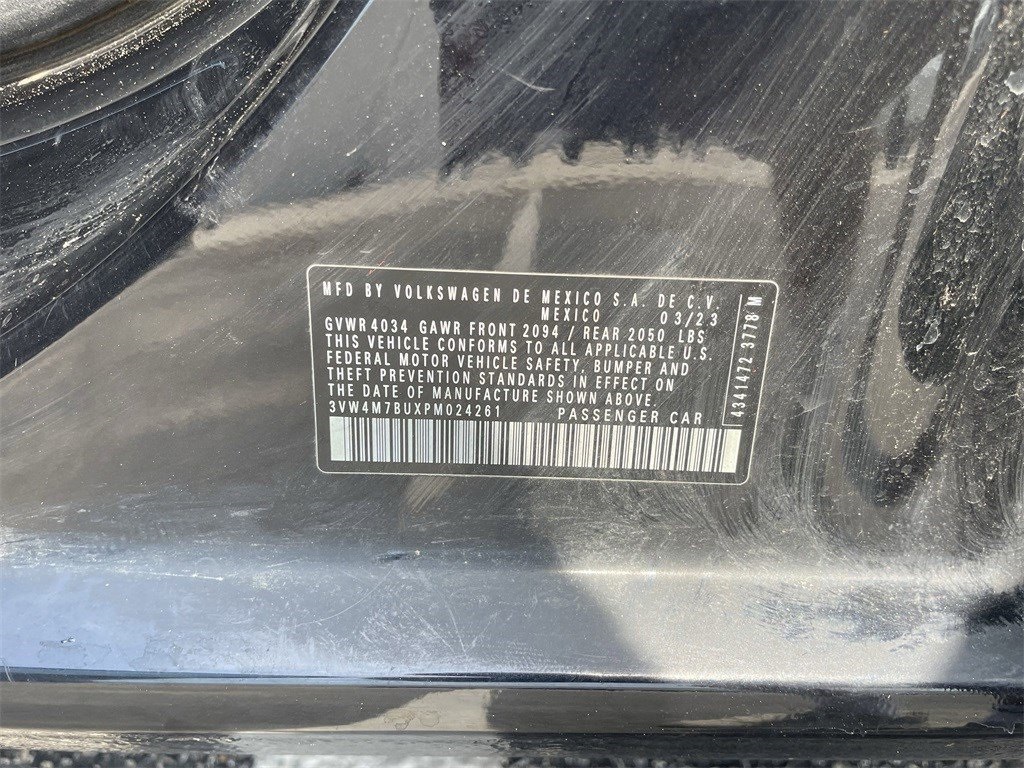 MFD BY VOLKSWAGEN DE MEXICO S.A. DE C.V.
MEXICO 03/23
GVWR 4034 GAWR FRONT 2094 / REAR 2050 LBS
THIS VEHICLE CONFORMS TO ALL APPLICABLE U.S.
FEDERAL MOTOR VEHICLE SAFETY, BUMPER AND
THEFT PREVENTION STANDARDS IN EFFECT ON
THE DATE OF MANUFACTURE SHOWN ABOVE.
3VW4M7BUXPM024261 PASSENGER CAR
4341472 3778 M